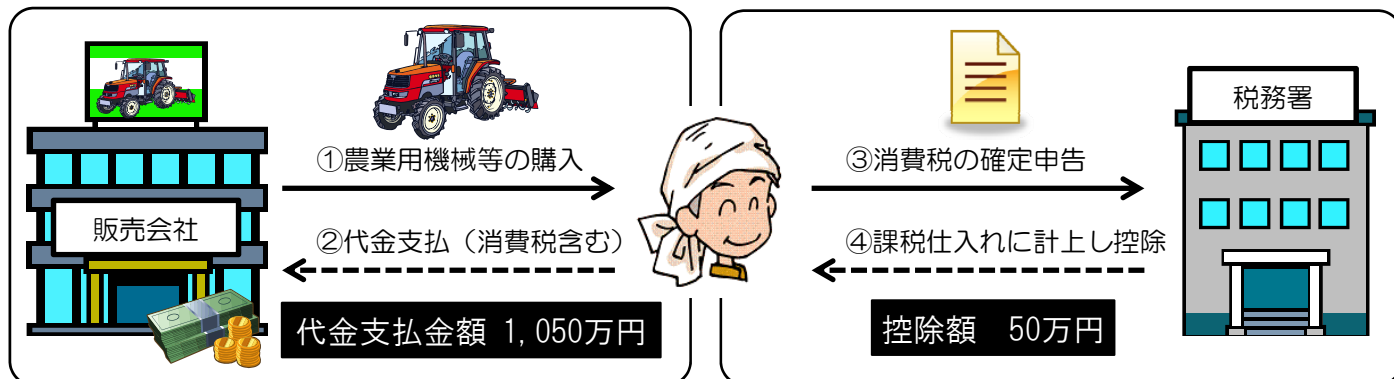 税務署
①農業用機械等の購入
③消費税の確定申告
販売会社
②代金支払（消費税含む）
④課税仕入れに計上し控除
代金支払金額 1,050万円
控除額　50万円